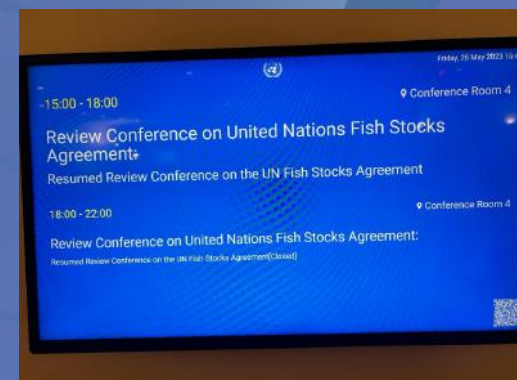 Friday, 26 May 2023
15:00 - 18:00
Conference Room 4
Review Conference on United Nations Fish Stocks
Agreement:
Resumed Review Conference on the UN Fish Stocks Agreement
18:00 - 22:00
Conference Room 4
Review Conference on United Nations Fish Stocks Agreement:
Resumed Review Conference on the UN Fish Stocks Agreement[Closed]